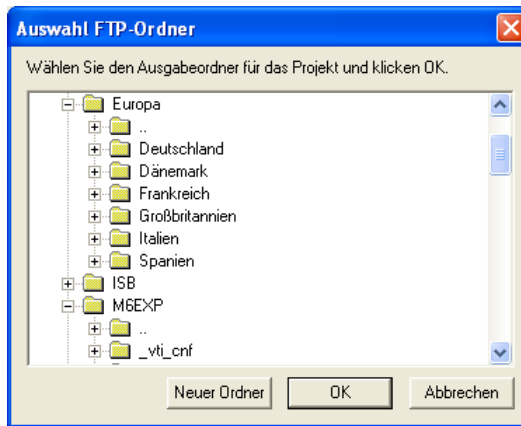 Auswahl FTP-Ordner
Wählen Sie den Ausgabeordner für das Projekt und klicken OK.
Europa
..
Deutschland
Dänemark
Frankreich
Großbritannien
Italien
Spanien
ISB
M6EXP
..
_vti_cnf
Neuer Ordner
OK
Abbrechen